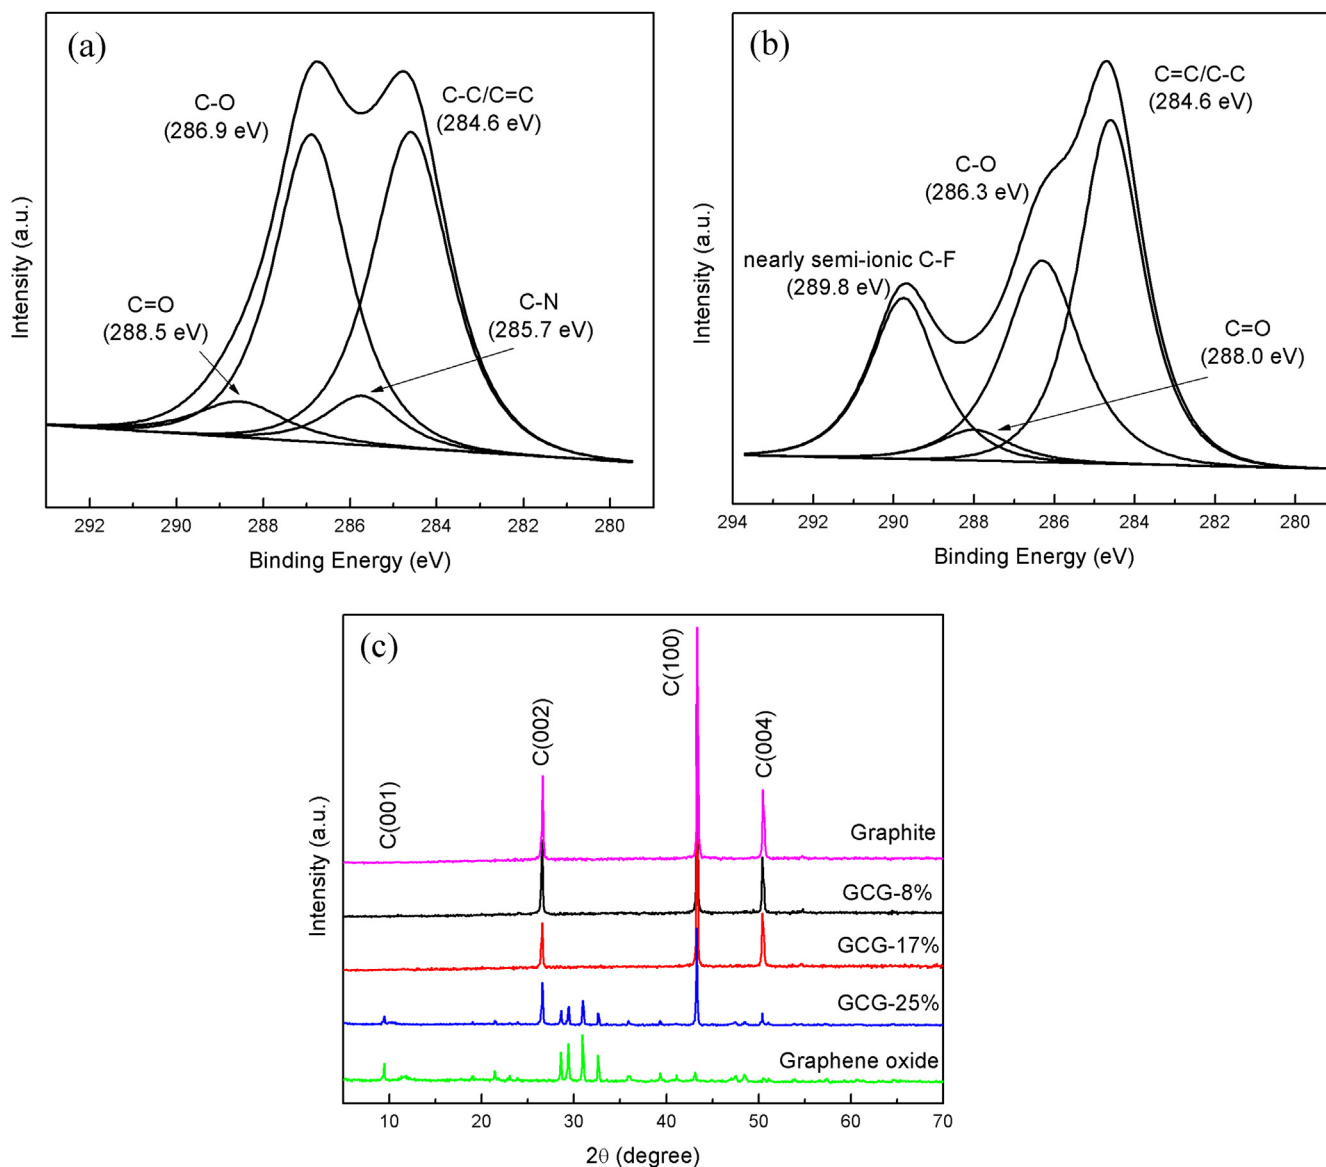 (a)
C-O
(286.9 eV)
C-C/C=C
(284.6 eV)
C=O
(288.5 eV)
C-N
(285.7 eV)
Intensity (a.u.)
292 290 288 286 284 282 280
Binding Energy (eV)
(b)
C=C/C-C
(284.6 eV)
C-O
(286.3 eV)
nearly semi-ionic C-F
(289.8 eV)
C=O
(288.0 eV)
Intensity (a.u.)
294 292 290 288 286 284 282 280
Binding Energy (eV)
(c)
C(001)
C(002)
C(100)
C(004)
Graphite
GCG-8%
GCG-17%
GCG-25%
Graphene oxide
Intensity (a.u.)
10 20 30 40 50 60 70
2θ (degree)